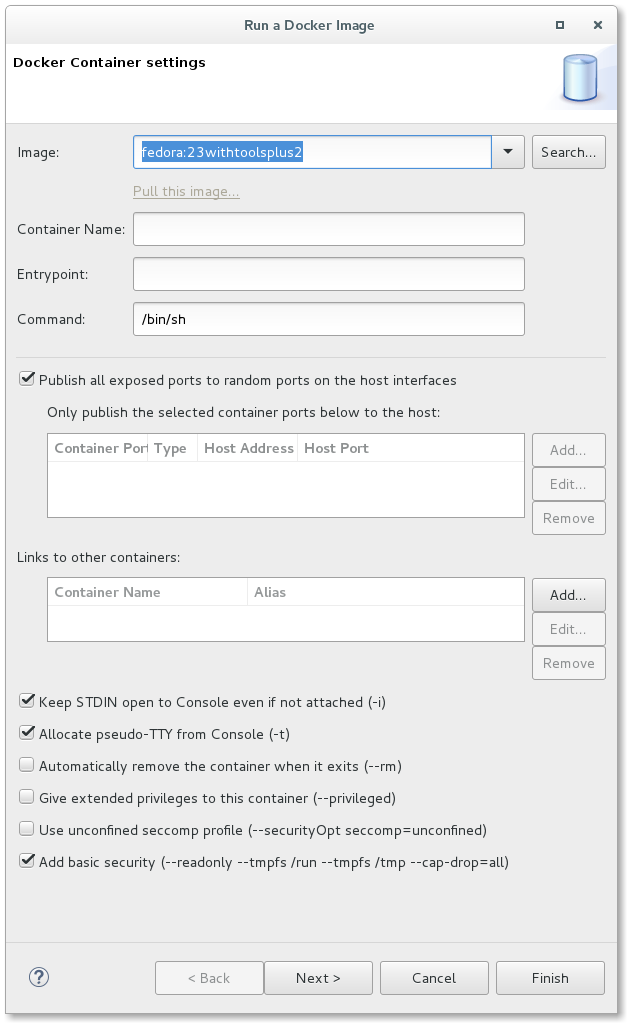 Run a Docker Image
Docker Container settings
Image: fedora:23withtoolsplus2 Search...
Pull this image...
Container Name:
Entrypoint:
Command: /bin/sh
Publish all exposed ports to random ports on the host interfaces
Only publish the selected container ports below to the host:
Container Port Type Host Address Host Port
Add...
Edit...
Remove
Links to other containers:
Container Name Alias
Add...
Edit...
Remove
Keep STDIN open to Console even if not attached (-i)
Allocate pseudo-TTY from Console (-t)
Automatically remove the container when it exits (--rm)
Give extended privileges to this container (--privileged)
Use unconfined seccomp profile (--securityOpt seccomp=unconfined)
Add basic security (--readonly --tmpfs /run --tmpfs /tmp --cap-drop=all)
? < Back Next > Cancel Finish